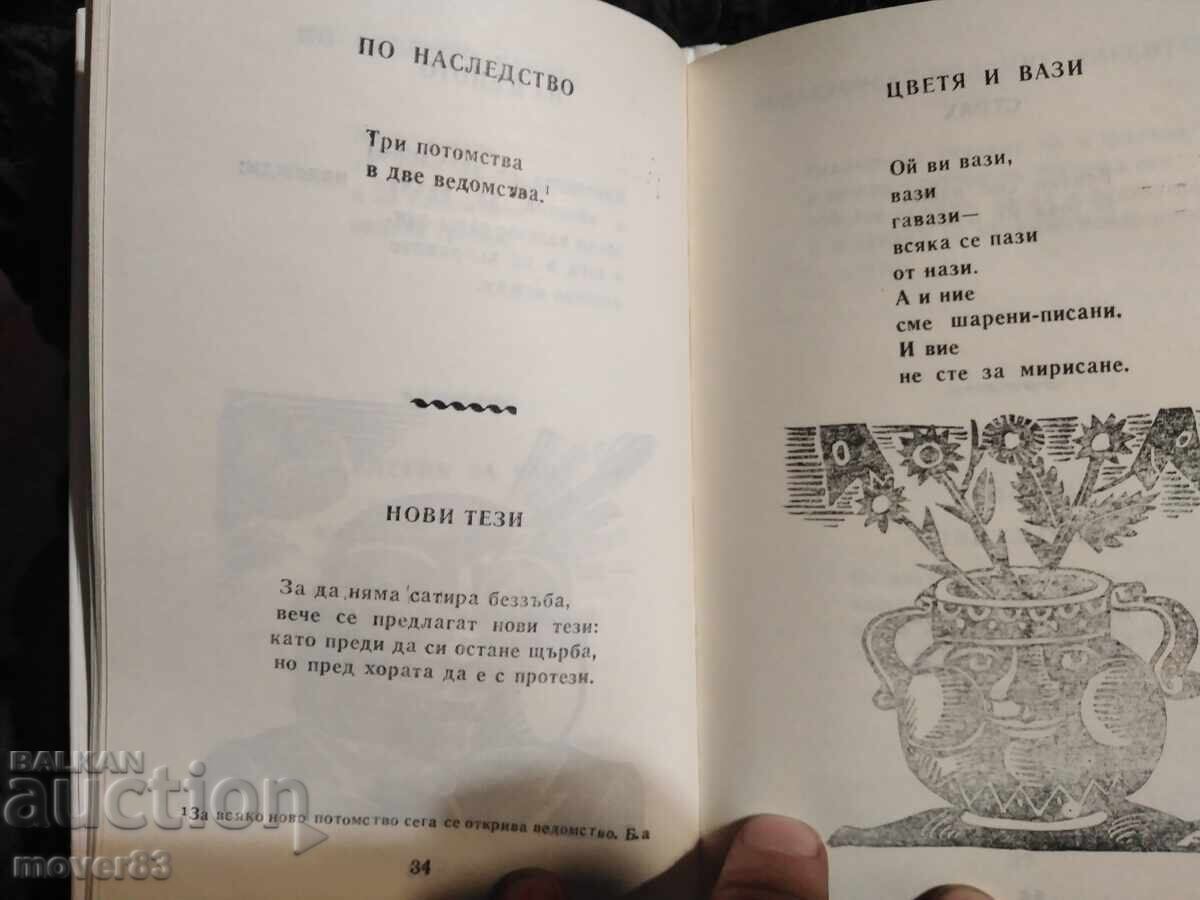 ПО НАСЛЕДСТВО
Три потомства
в две ведомства.¹
НОВИ ТЕЗИ
За да няма сатира беззъба,
вече се предлагат нови тези:
като преди да си остане щърба,
но пред хората да е с протези.
¹За всяко ново потомство сега се открива ведомство. Б.а
34
ЦВЕТЯ И ВАЗИ
Ой ви вази,
вази
гавази—
всяка се пази
от нази.
А и ние
сме шарени-писани.
И вие
не сте за мирисане.
BALKAN
auction
mover83